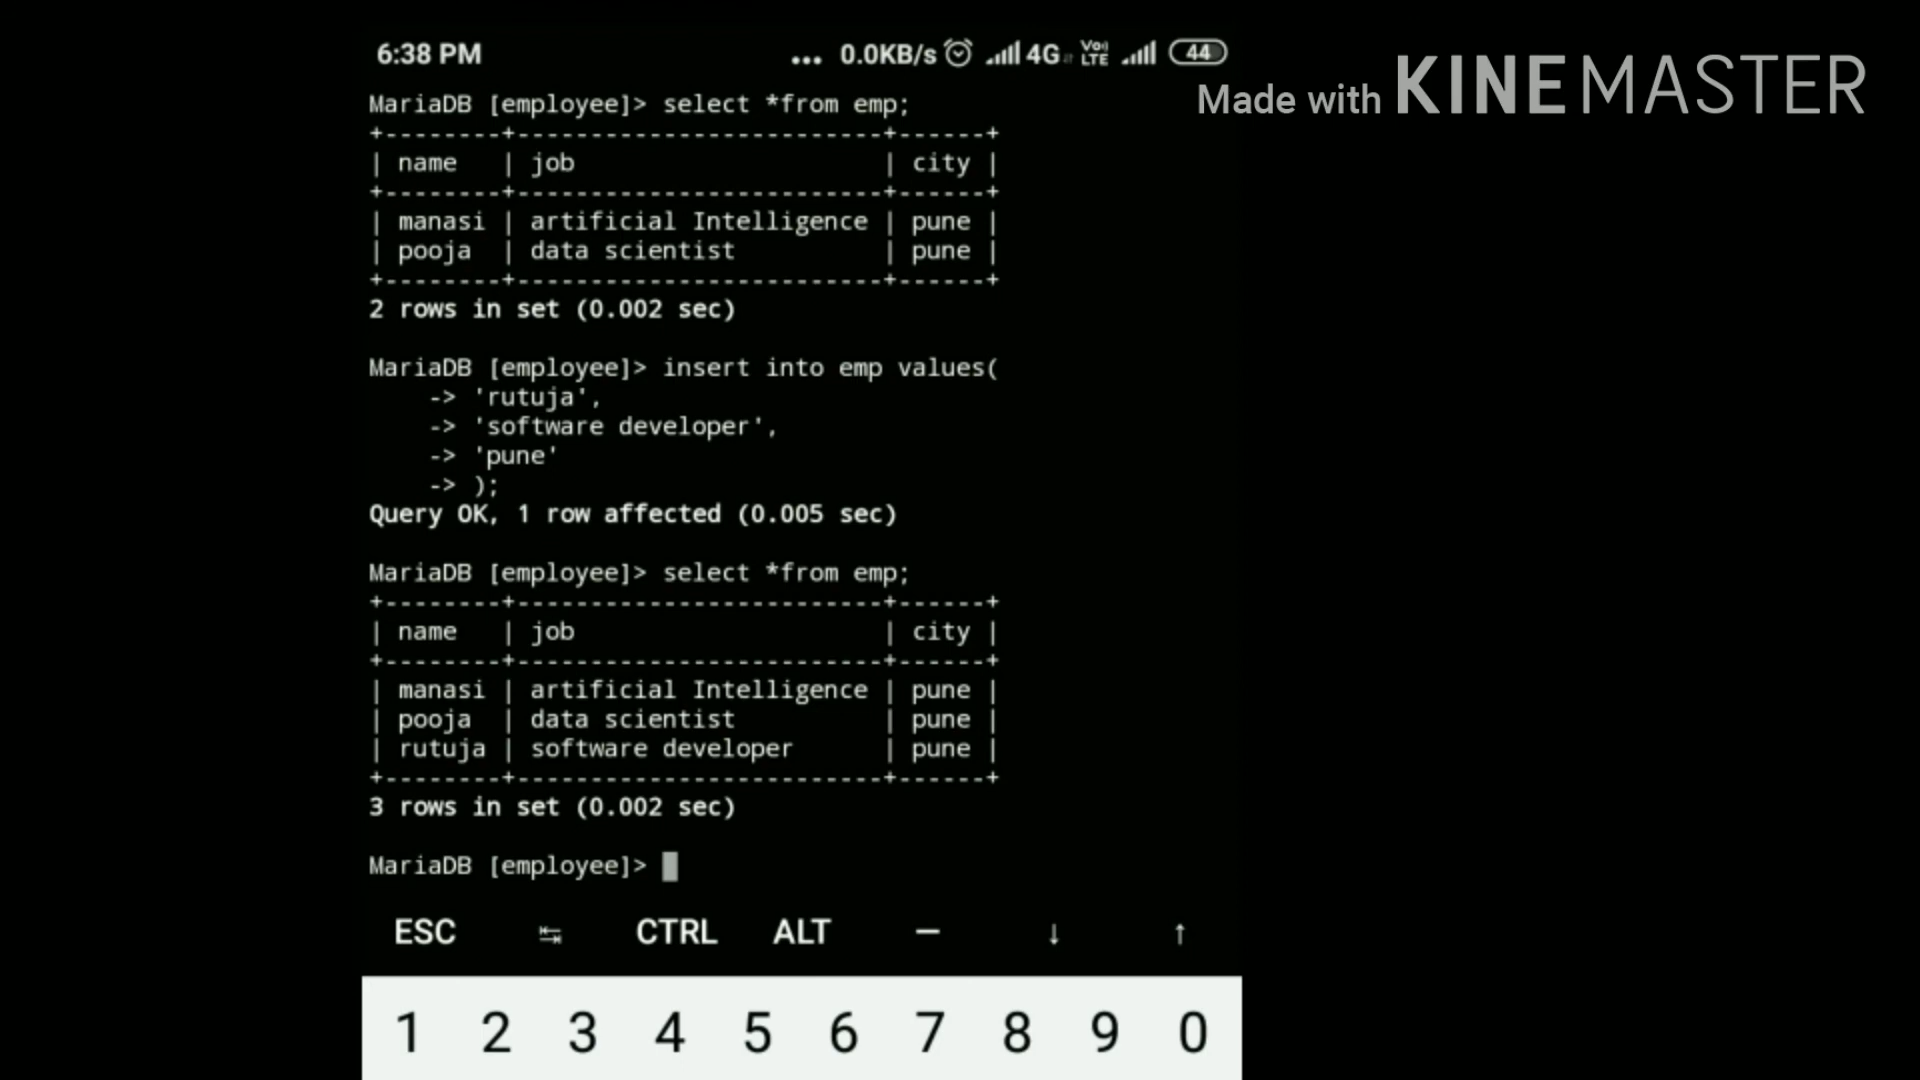 6:38 PM ... 0.0KB/s 4G VoLTE 44
Made with KINEMASTER
MariaDB [employee]> select *from emp;
+--------+-------------------------+------+
| name   | job                     | city |
+--------+-------------------------+------+
| manasi | artificial Intelligence | pune |
| pooja  | data scientist          | pune |
+--------+-------------------------+------+
2 rows in set (0.002 sec)
MariaDB [employee]> insert into emp values(
    -> 'rutuja',
    -> 'software developer',
    -> 'pune'
    -> );
Query OK, 1 row affected (0.005 sec)
MariaDB [employee]> select *from emp;
+--------+-------------------------+------+
| name   | job                     | city |
+--------+-------------------------+------+
| manasi | artificial Intelligence | pune |
| pooja  | data scientist          | pune |
| rutuja | software developer      | pune |
+--------+-------------------------+------+
3 rows in set (0.002 sec)
MariaDB [employee]>
ESC ↹ CTRL ALT — ↓ ↑
1 2 3 4 5 6 7 8 9 0